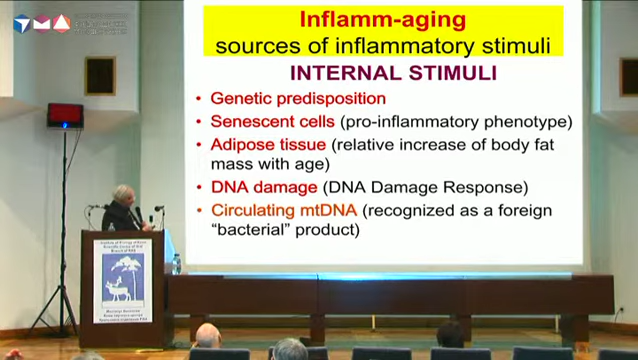 Inflamm-aging
sources of inflammatory stimuli
INTERNAL STIMULI
• Genetic predisposition
• Senescent cells (pro-inflammatory phenotype)
• Adipose tissue (relative increase of body fat
mass with age)
• DNA damage (DNA Damage Response)
• Circulating mtDNA (recognized as a foreign
“bacterial” product)